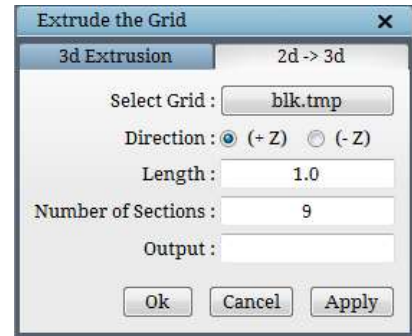 Extrude the Grid ×
3d Extrusion 2d -> 3d
Select Grid : blk.tmp
Direction : (+ Z) (- Z)
Length : 1.0
Number of Sections : 9
Output :
Ok Cancel Apply